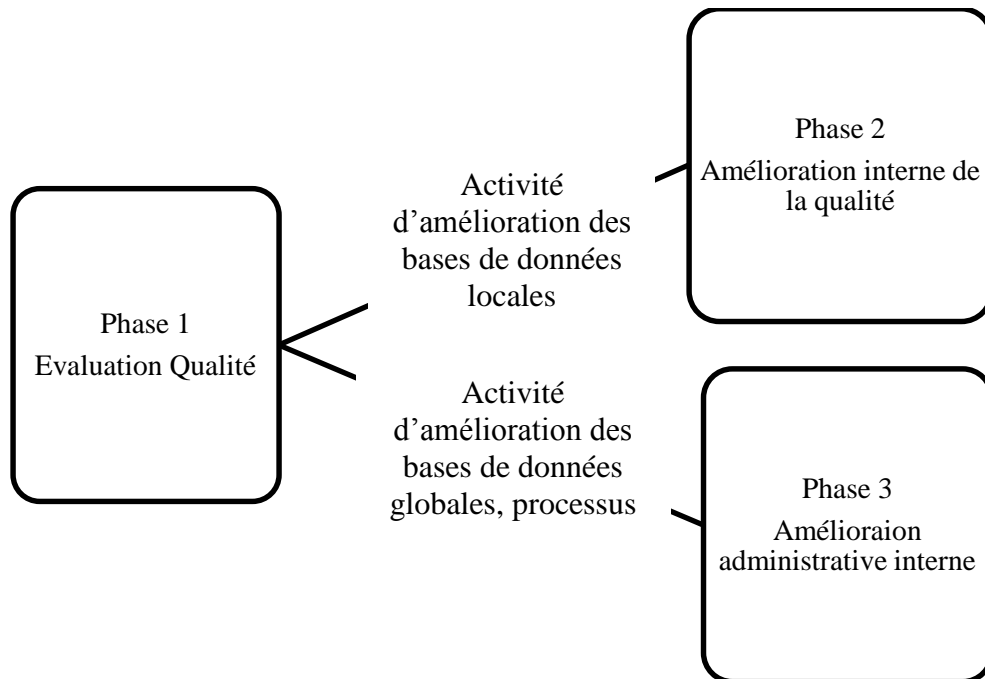 Phase 1
Evaluation Qualité
Activité
d’amélioration des
bases de données
locales
Phase 2
Amélioration interne de
la qualité
Activité
d’amélioration des
bases de données
globales, processus
Phase 3
Amélioraion
administrative interne